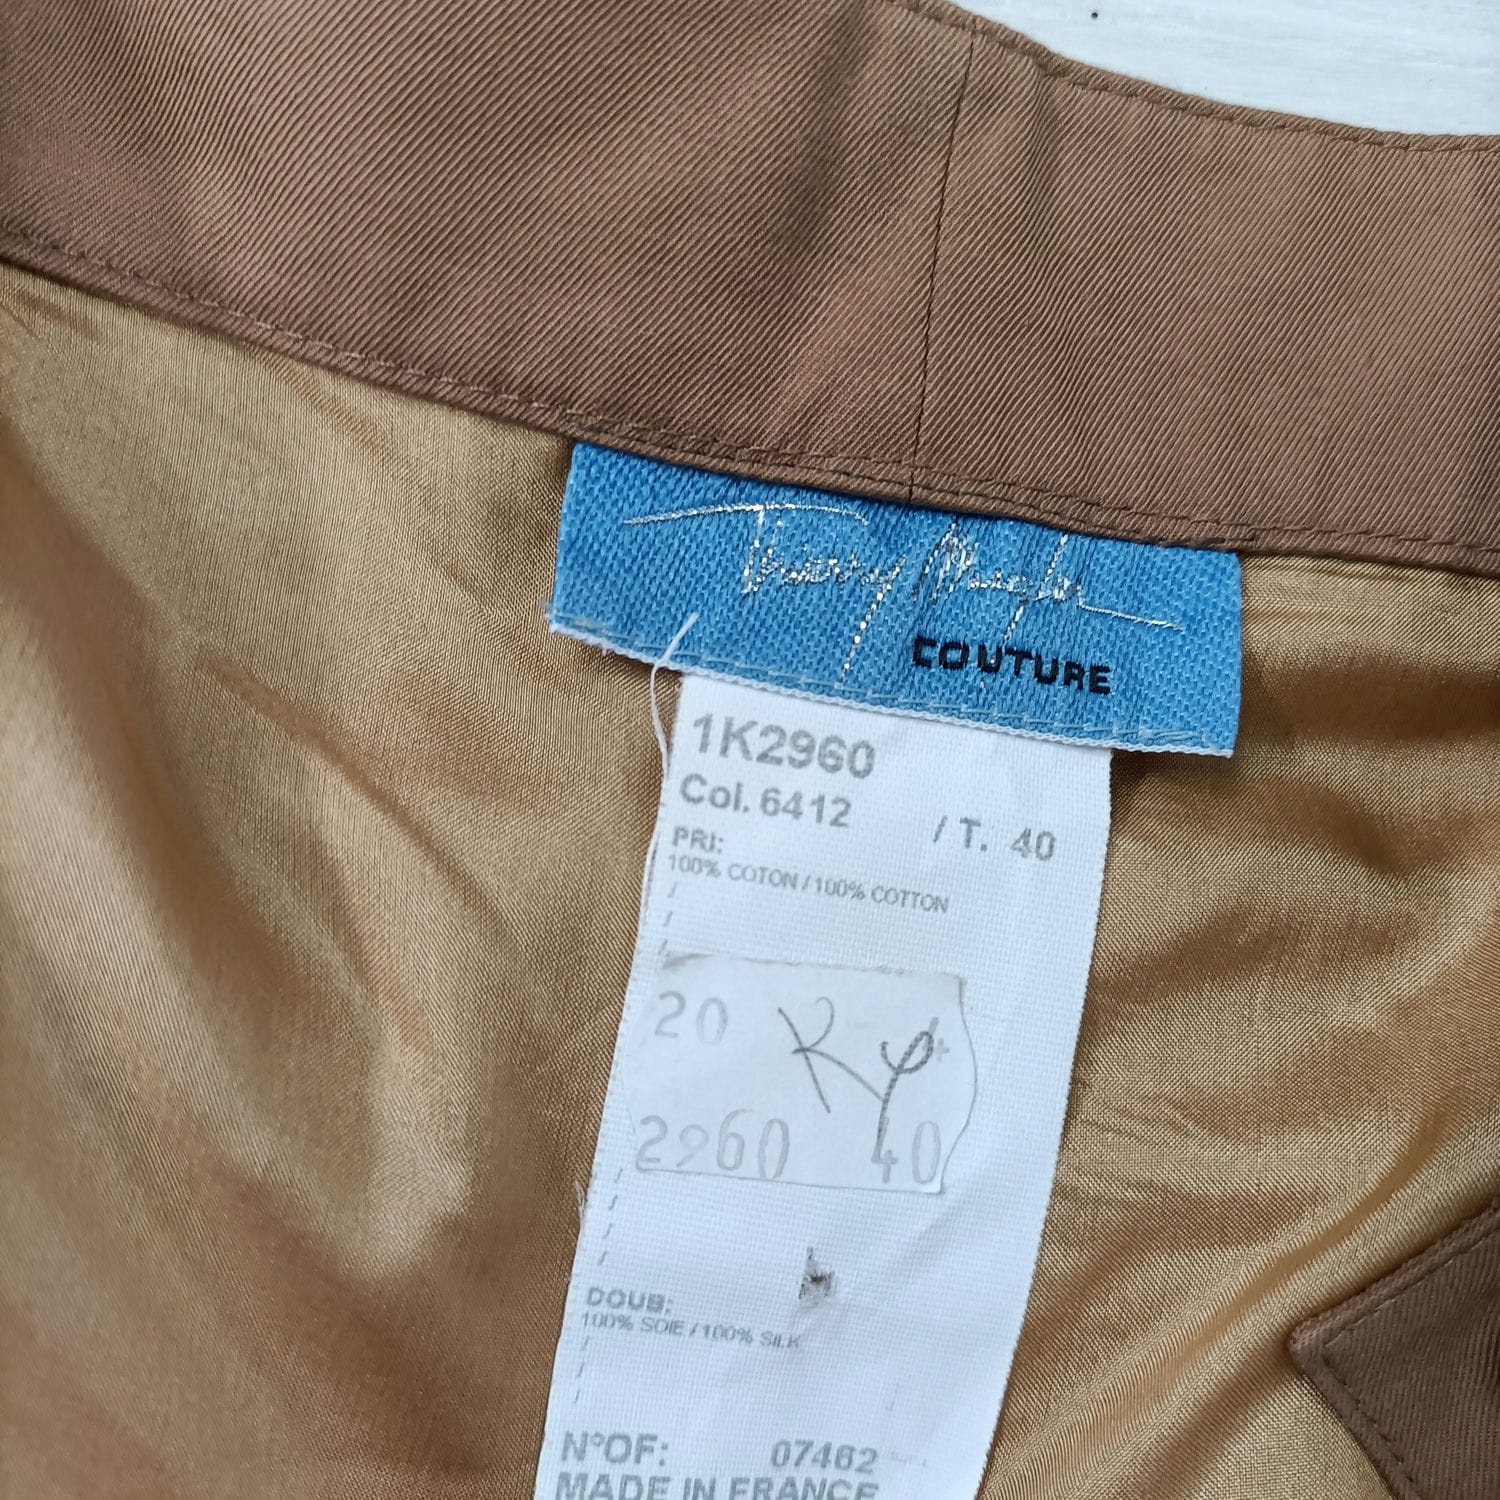 Thierry Mugler
COUTURE
1K2960
Col. 6412 / T. 40
PRI:
100% COTON / 100% COTTON
20
2960 40
DOUB:
100% SOIE / 100% SILK
N°OF: 07462
MADE IN FRANCE